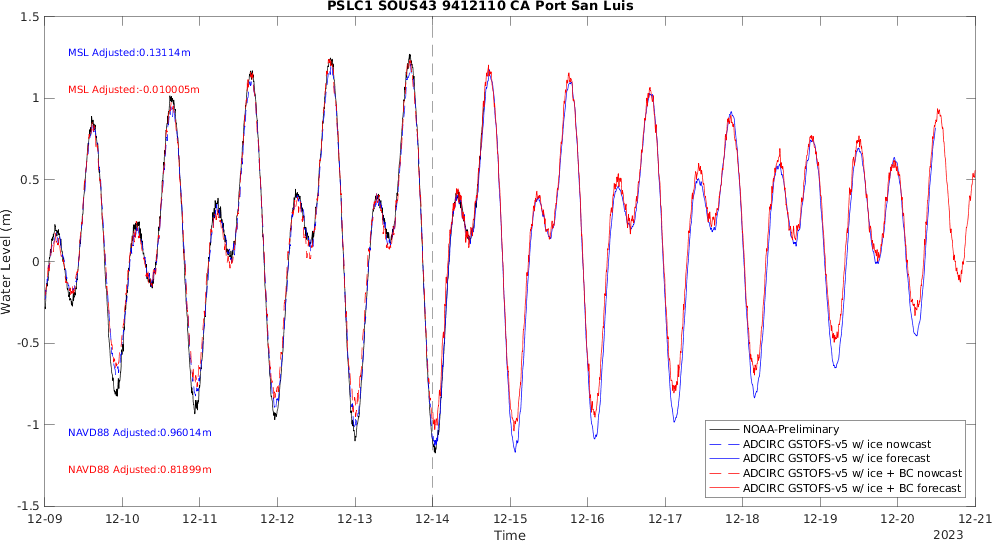 PSLC1 SOUS43 9412110 CA Port San Luis
1.5
1
0.5
0
-0.5
-1
-1.5
Water Level (m)
MSL Adjusted:0.13114m
MSL Adjusted:-0.010005m
NAVD88 Adjusted:0.96014m
NAVD88 Adjusted:0.81899m
NOAA-Preliminary
ADCIRC GSTOFS-v5 w/ ice nowcast
ADCIRC GSTOFS-v5 w/ ice forecast
ADCIRC GSTOFS-v5 w/ ice + BC nowcast
ADCIRC GSTOFS-v5 w/ ice + BC forecast
12-09 12-10 12-11 12-12 12-13 12-14 12-15 12-16 12-17 12-18 12-19 12-20 12-21
Time
2023